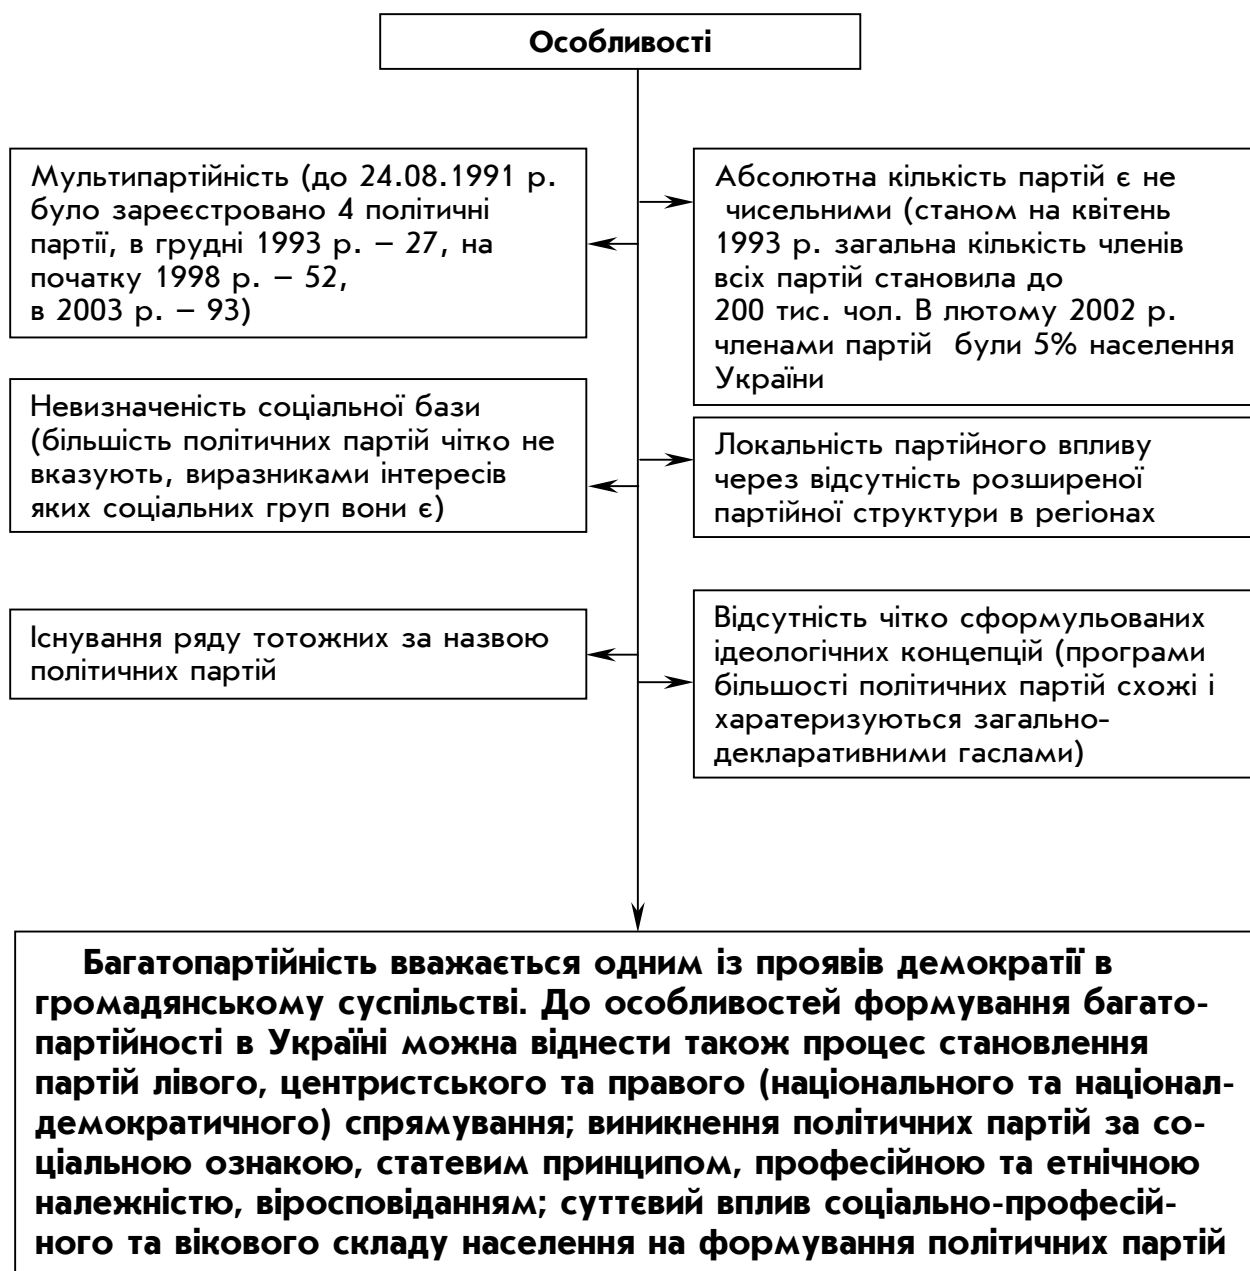 Особливості
Мультипартійність (до 24.08.1991 р.
було зареєстровано 4 політичні
партії, в грудні 1993 р. – 27, на
початку 1998 р. – 52,
в 2003 р. – 93)
Абсолютна кількість партій є не
чисельними (станом на квітень
1993 р. загальна кількість членів
всіх партій становила до
200 тис. чол. В лютому 2002 р.
членами партій були 5% населення
України
Невизначеність соціальної бази
(більшість політичних партій чітко не
вказують, виразниками інтересів
яких соціальних груп вони є)
Локальність партійного впливу
через відсутність розширеної
партійної структури в регіонах
Існування ряду тотожних за назвою
політичних партій
Відсутність чітко сформульованих
ідеологічних концепцій (програми
більшості політичних партій схожі і
харатеризуються загально-
декларативними гаслами)
Багатопартійність вважається одним із проявів демократії в
громадянському суспільстві. До особливостей формування багато-
партійності в Україні можна віднести також процес становлення
партій лівого, центристського та правого (національного та націонал-
демократичного) спрямування; виникнення політичних партій за со-
ціальною ознакою, статевим принципом, професійною та етнічною
належністю, віросповіданням; суттєвий вплив соціально-професій-
ного та вікового складу населення на формування політичних партій